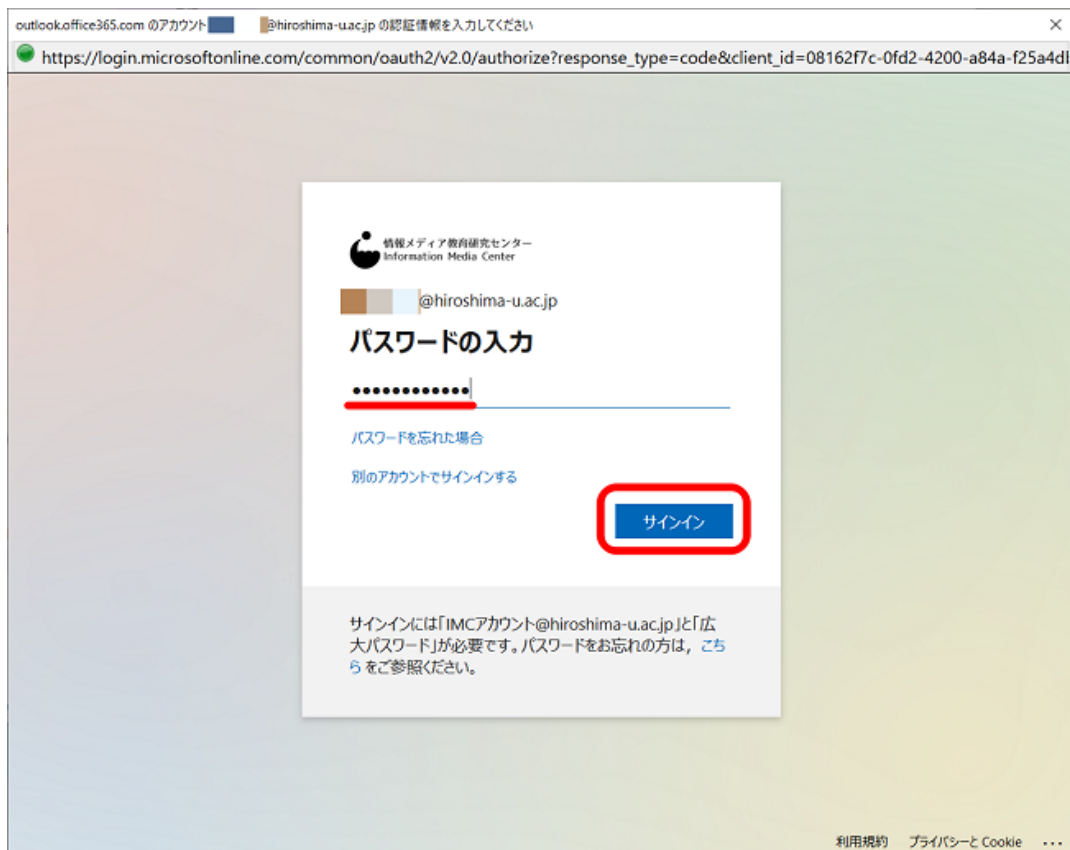 outlook.office365.com のアカウント @hiroshima-u.ac.jp の認証情報を入力してください
https://login.microsoftonline.com/common/oauth2/v2.0/authorize?response_type=code&client_id=08162f7c-0fd2-4200-a84a-f25a4db
情報メディア教育研究センター
Information Media Center
@hiroshima-u.ac.jp
パスワードの入力
••••••••••••
パスワードを忘れた場合
別のアカウントでサインインする
サインイン
サインインには「IMCアカウント@hiroshima-u.ac.jp」と「広
大パスワード」が必要です。パスワードをお忘れの方は，こち
らをご参照ください。
利用規約 プライバシーと Cookie ...